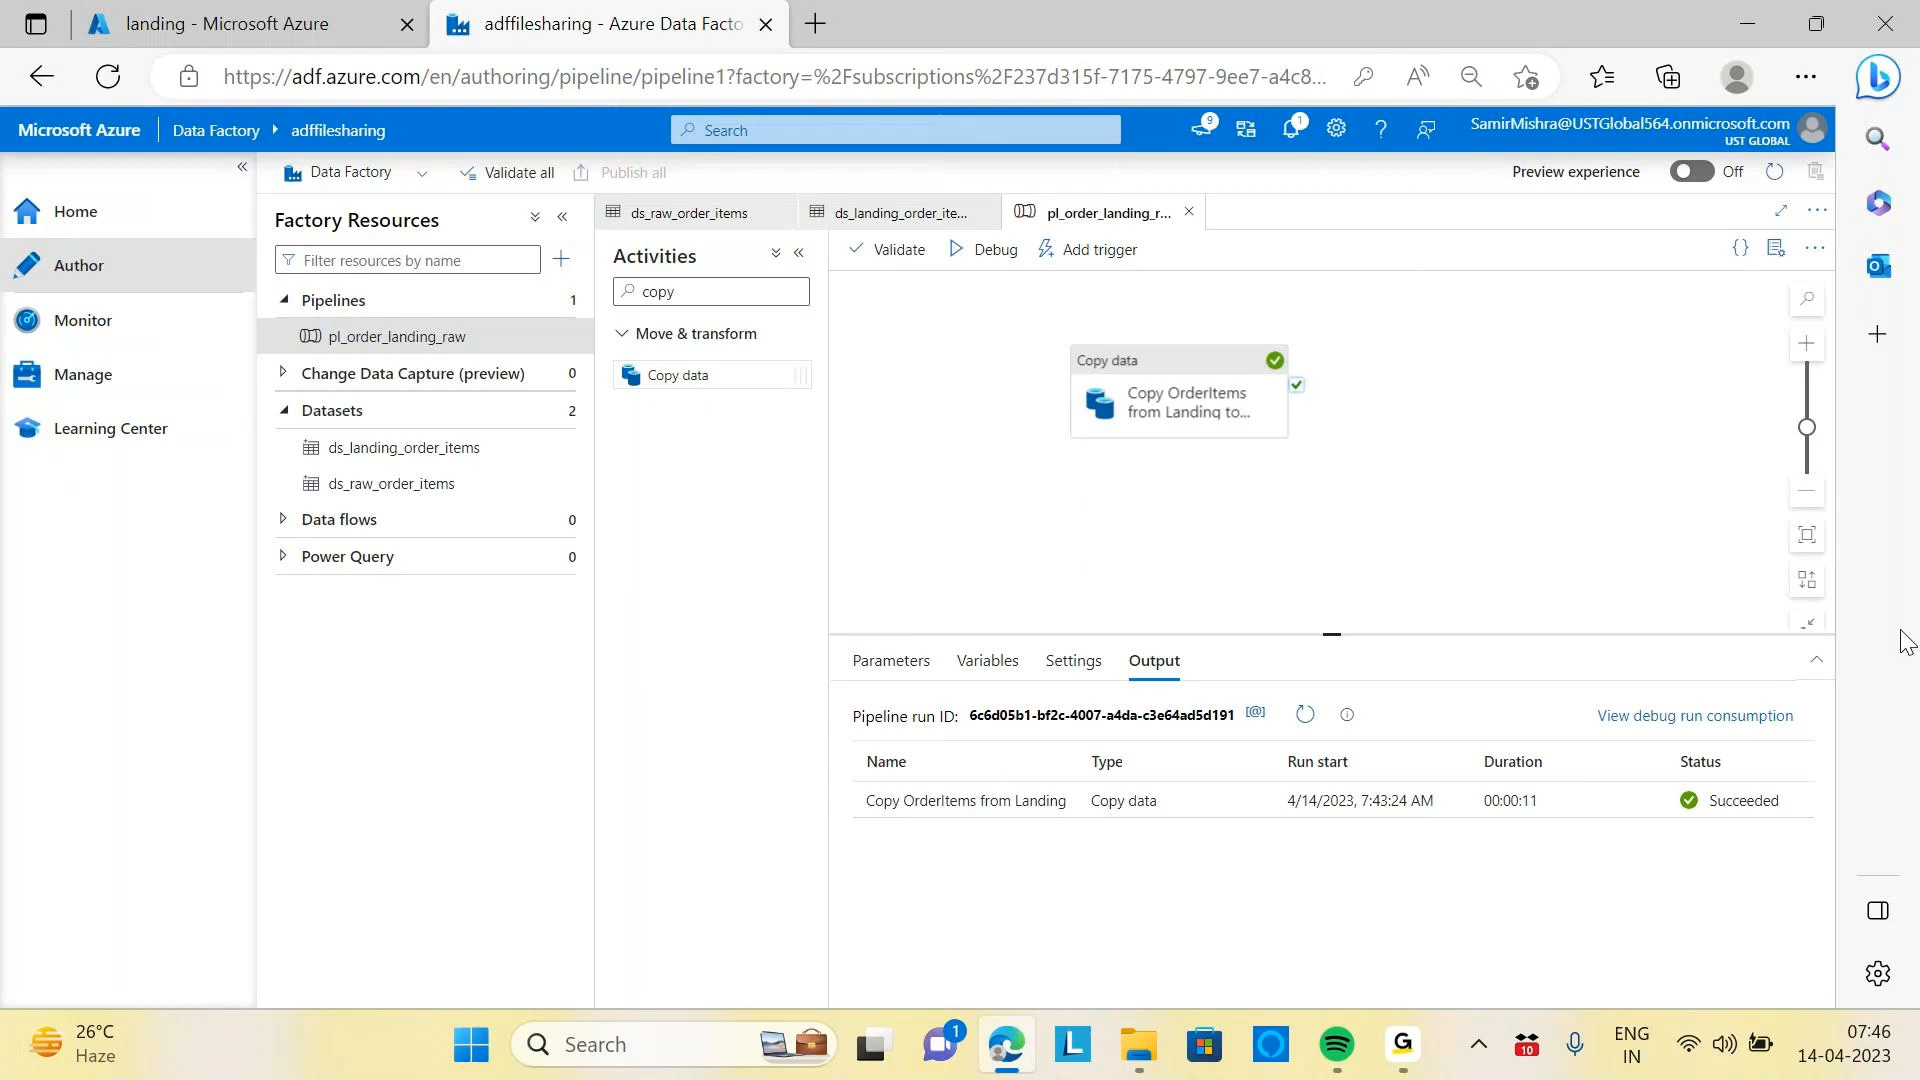 landing - Microsoft Azure
adffilesharing - Azure Data Facto
https://adf.azure.com/en/authoring/pipeline/pipeline1?factory=%2Fsubscriptions%2F237d315f-7175-4797-9ee7-a4c8...
Microsoft Azure
Data Factory
adffilesharing
Search
9
1
SamirMishra@USTGlobal564.onmicrosoft.com
UST GLOBAL
Home
Author
Monitor
Manage
Learning Center
Data Factory
Validate all
Publish all
Preview experience
Off
Factory Resources
Filter resources by name
Pipelines 1
pl_order_landing_raw
Change Data Capture (preview) 0
Datasets 2
ds_landing_order_items
ds_raw_order_items
Data flows 0
Power Query 0
ds_raw_order_items
ds_landing_order_ite...
pl_order_landing_r...
Activities
copy
Move & transform
Copy data
Validate
Debug
Add trigger
Copy data
Copy OrderItems
from Landing to...
Parameters
Variables
Settings
Output
Pipeline run ID: 6c6d05b1-bf2c-4007-a4da-c3e64ad5d191
View debug run consumption
Name Type Run start Duration Status
Copy OrderItems from Landing Copy data 4/14/2023, 7:43:24 AM 00:00:11 Succeeded
26°C
Haze
Search
1
L
G
10
ENG
IN
07:46
14-04-2023